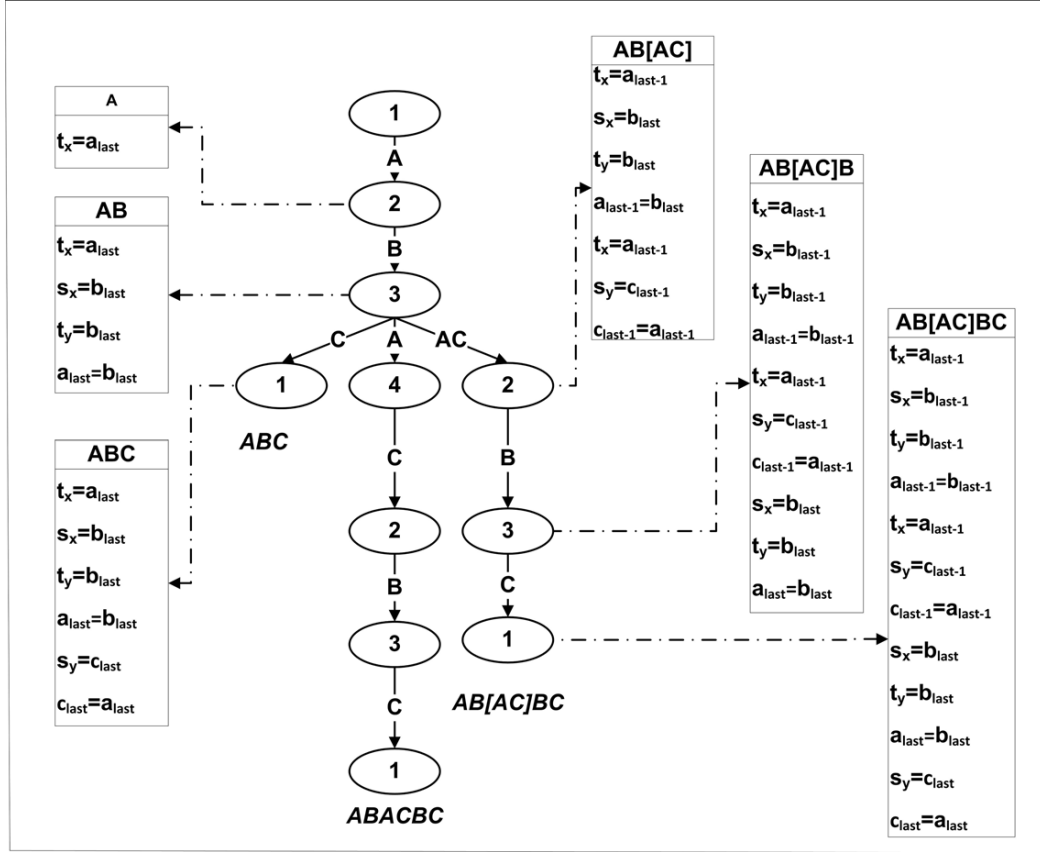 A
t_x=a_last
AB
t_x=a_last
s_x=b_last
t_y=b_last
a_last=b_last
ABC
t_x=a_last
s_x=b_last
t_y=b_last
a_last=b_last
s_y=c_last
c_last=a_last
1
A
2
B
3
C A AC
1 4 2
ABC
C B
2 3
B C
3 1
AB[AC]BC
C
1
ABACBC
AB[AC]
t_x=a_last-1
s_x=b_last
t_y=b_last
a_last-1=b_last
t_x=a_last-1
s_y=c_last-1
c_last-1=a_last-1
AB[AC]B
t_x=a_last-1
s_x=b_last-1
t_y=b_last-1
a_last-1=b_last-1
t_x=a_last-1
s_y=c_last-1
c_last-1=a_last-1
s_x=b_last
t_y=b_last
a_last=b_last
AB[AC]BC
t_x=a_last-1
s_x=b_last-1
t_y=b_last-1
a_last-1=b_last-1
t_x=a_last-1
s_y=c_last-1
c_last-1=a_last-1
s_x=b_last
t_y=b_last
a_last=b_last
s_y=c_last
c_last=a_last